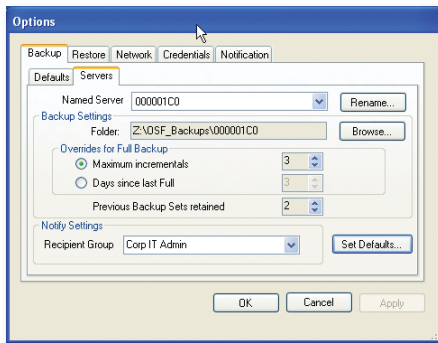 Options
Backup Restore Network Credentials Notification
Defaults Servers
Named Server 000001C0 Rename...
Backup Settings
Folder: Z:\OSF_Backups\000001C0 Browse...
Overrides for Full Backup
Maximum incrementals 3
Days since last Full 3
Previous Backup Sets retained 2
Notify Settings
Recipient Group Corp IT Admin Set Defaults...
OK Cancel Apply